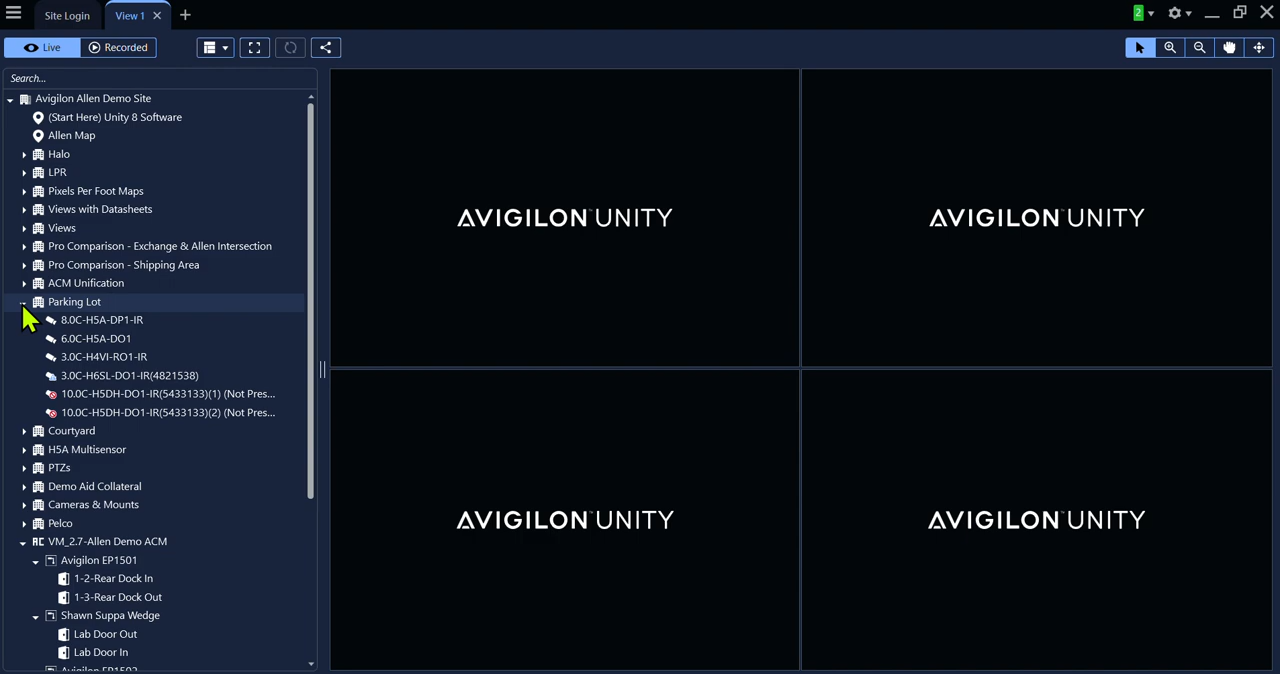 Site Login
View 1
2
Live
Recorded
Search...
Avigilon Allen Demo Site
(Start Here) Unity 8 Software
Allen Map
Halo
LPR
Pixels Per Foot Maps
Views with Datasheets
Views
Pro Comparison - Exchange & Allen Intersection
Pro Comparison - Shipping Area
ACM Unification
Parking Lot
8.0C-H5A-DP1-IR
6.0C-H5A-DO1
3.0C-H4VI-RO1-IR
3.0C-H6SL-DO1-IR(4821538)
10.0C-H5DH-DO1-IR(5433133)(1) (Not Pres...
10.0C-H5DH-DO1-IR(5433133)(2) (Not Pres...
Courtyard
H5A Multisensor
PTZs
Demo Aid Collateral
Cameras & Mounts
Pelco
AC VM_2.7-Allen Demo ACM
Avigilon EP1501
1-2-Rear Dock In
1-3-Rear Dock Out
Shawn Suppa Wedge
Lab Door Out
Lab Door In
AVIGILON UNITY
AVIGILON UNITY
AVIGILON UNITY
AVIGILON UNITY